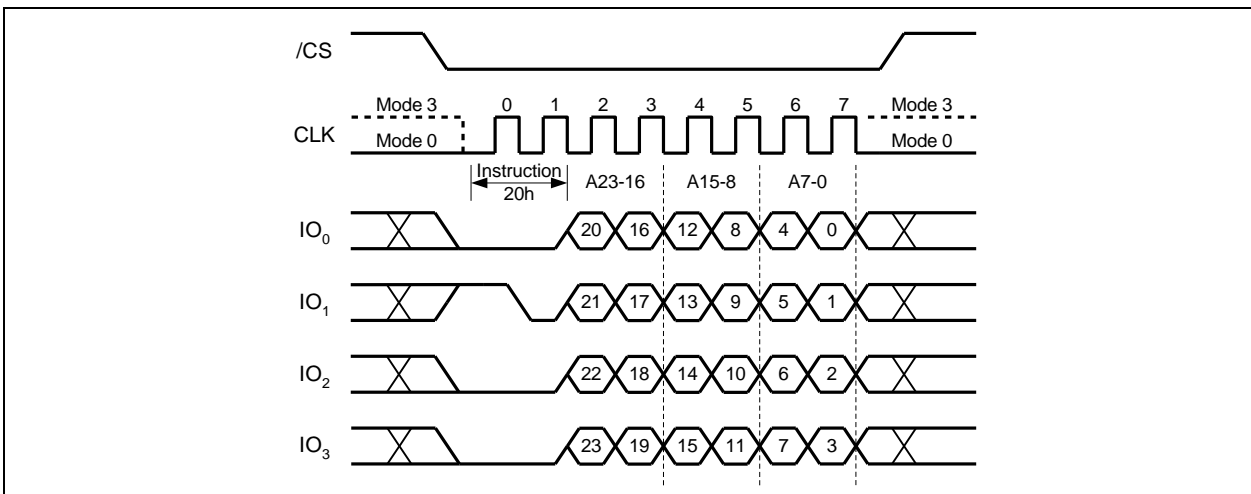 /CS
Mode 3 0 1 2 3 4 5 6 7 Mode 3
CLK
Mode 0 Mode 0
Instruction A23-16 A15-8 A7-0
20h
IO0 20 16 12 8 4 0
IO1 21 17 13 9 5 1
IO2 22 18 14 10 6 2
IO3 23 19 15 11 7 3